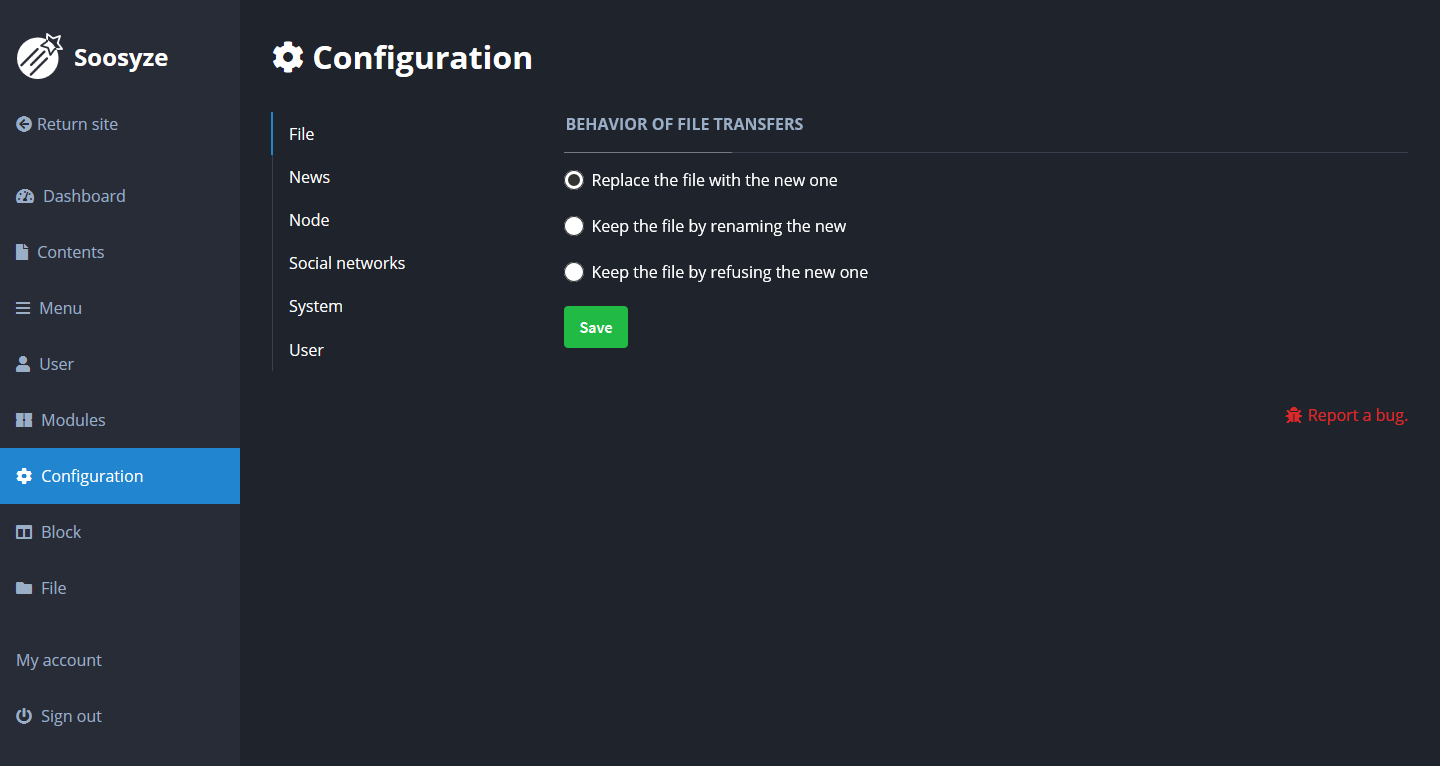 Soosyze
Return site
Dashboard
Contents
Menu
User
Modules
Configuration
Block
File
My account
Sign out
Configuration
File
News
Node
Social networks
System
User
BEHAVIOR OF FILE TRANSFERS
Replace the file with the new one
Keep the file by renaming the new
Keep the file by refusing the new one
Save
Report a bug.